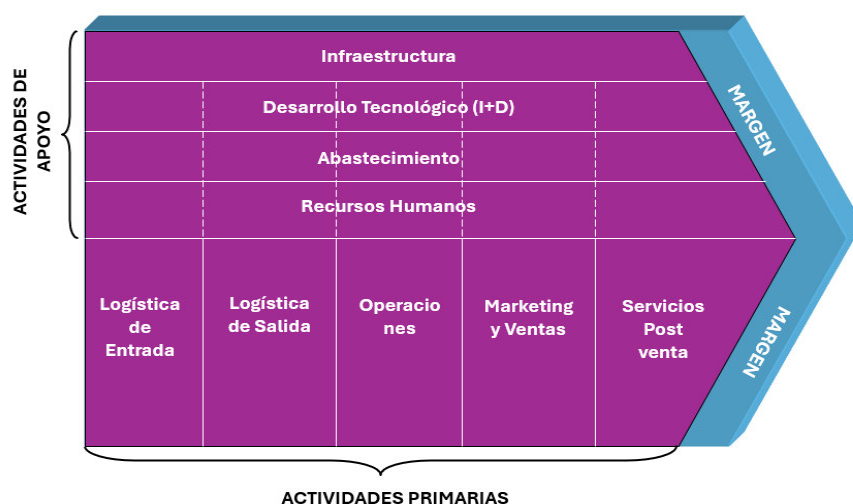 ACTIVIDADES DE
APOYO
Infraestructura
Desarrollo Tecnológico (I+D)
Abastecimiento
Recursos Humanos
MARGEN
Logística
de
Entrada
Logística
de Salida
Operacio
nes
Marketing
y Ventas
Servicios
Post
venta
MARGEN
ACTIVIDADES PRIMARIAS